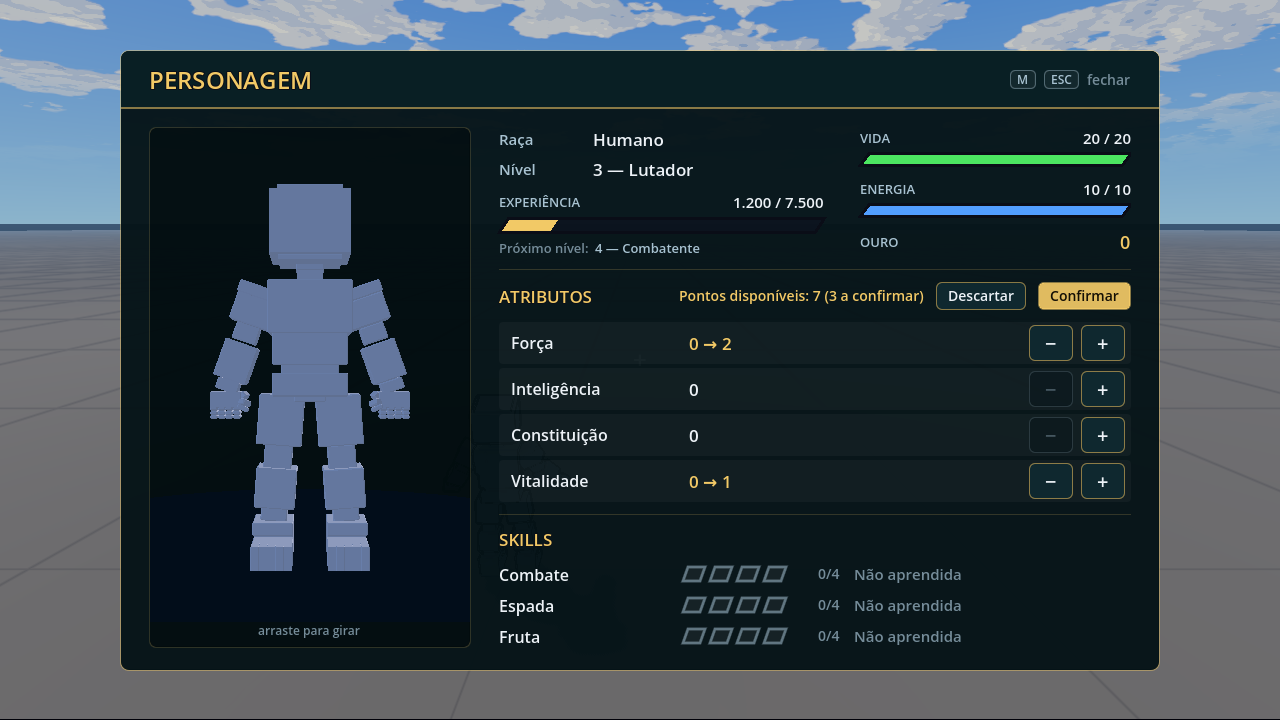 PERSONAGEM
M ESC fechar
Raça Humano
Nível 3 — Lutador
EXPERIÊNCIA 1.200 / 7.500
Próximo nível: 4 — Combatente
VIDA 20 / 20
ENERGIA 10 / 10
OURO 0
ATRIBUTOS Pontos disponíveis: 7 (3 a confirmar) Descartar Confirmar
Força 0 → 2 − +
Inteligência 0 − +
Constituição 0 − +
Vitalidade 0 → 1 − +
SKILLS
Combate 0/4 Não aprendida
Espada 0/4 Não aprendida
Fruta 0/4 Não aprendida
arraste para girar